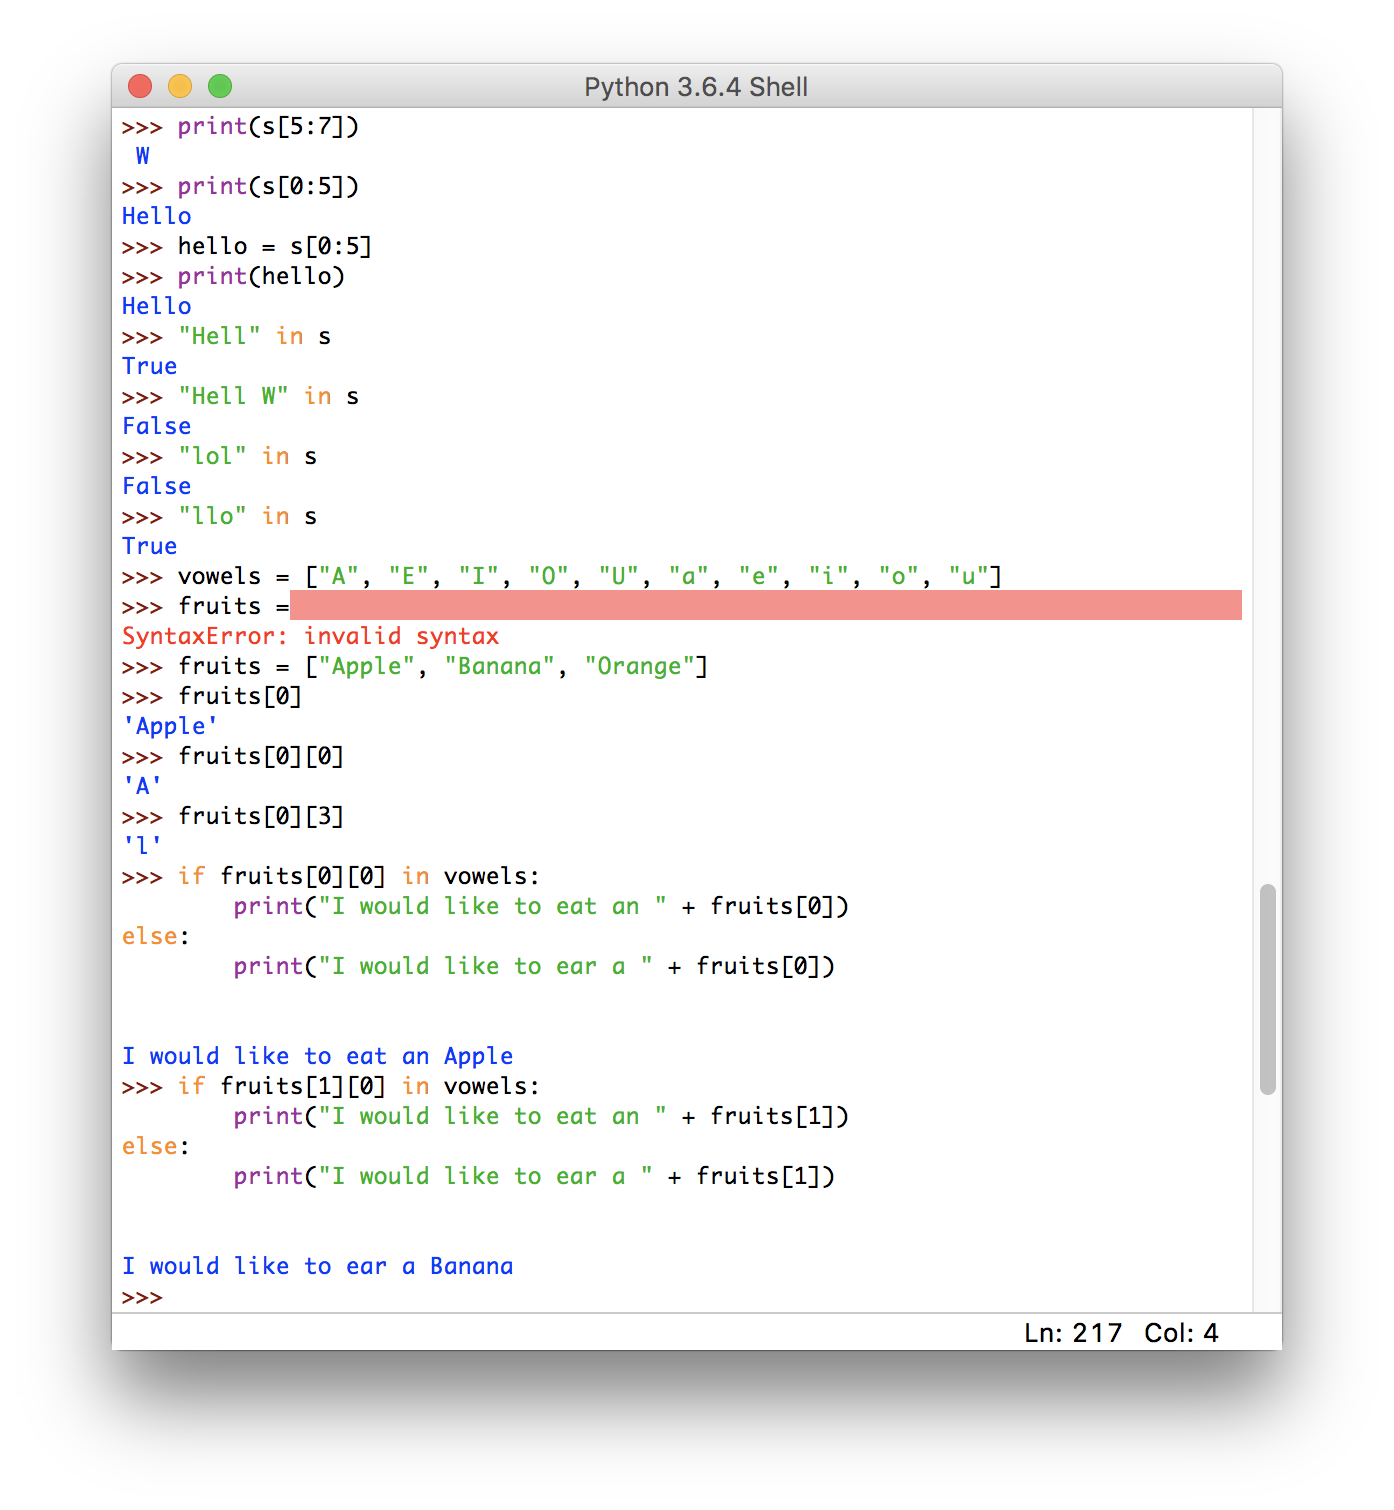 Python 3.6.4 Shell
>>> print(s[5:7])
 W
>>> print(s[0:5])
Hello
>>> hello = s[0:5]
>>> print(hello)
Hello
>>> "Hell" in s
True
>>> "Hell W" in s
False
>>> "lol" in s
False
>>> "llo" in s
True
>>> vowels = ["A", "E", "I", "O", "U", "a", "e", "i", "o", "u"]
>>> fruits =
SyntaxError: invalid syntax
>>> fruits = ["Apple", "Banana", "Orange"]
>>> fruits[0]
'Apple'
>>> fruits[0][0]
'A'
>>> fruits[0][3]
'l'
>>> if fruits[0][0] in vowels:
        print("I would like to eat an " + fruits[0])
else:
        print("I would like to ear a " + fruits[0])
I would like to eat an Apple
>>> if fruits[1][0] in vowels:
        print("I would like to eat an " + fruits[1])
else:
        print("I would like to ear a " + fruits[1])
I would like to ear a Banana
>>>
Ln: 217 Col: 4